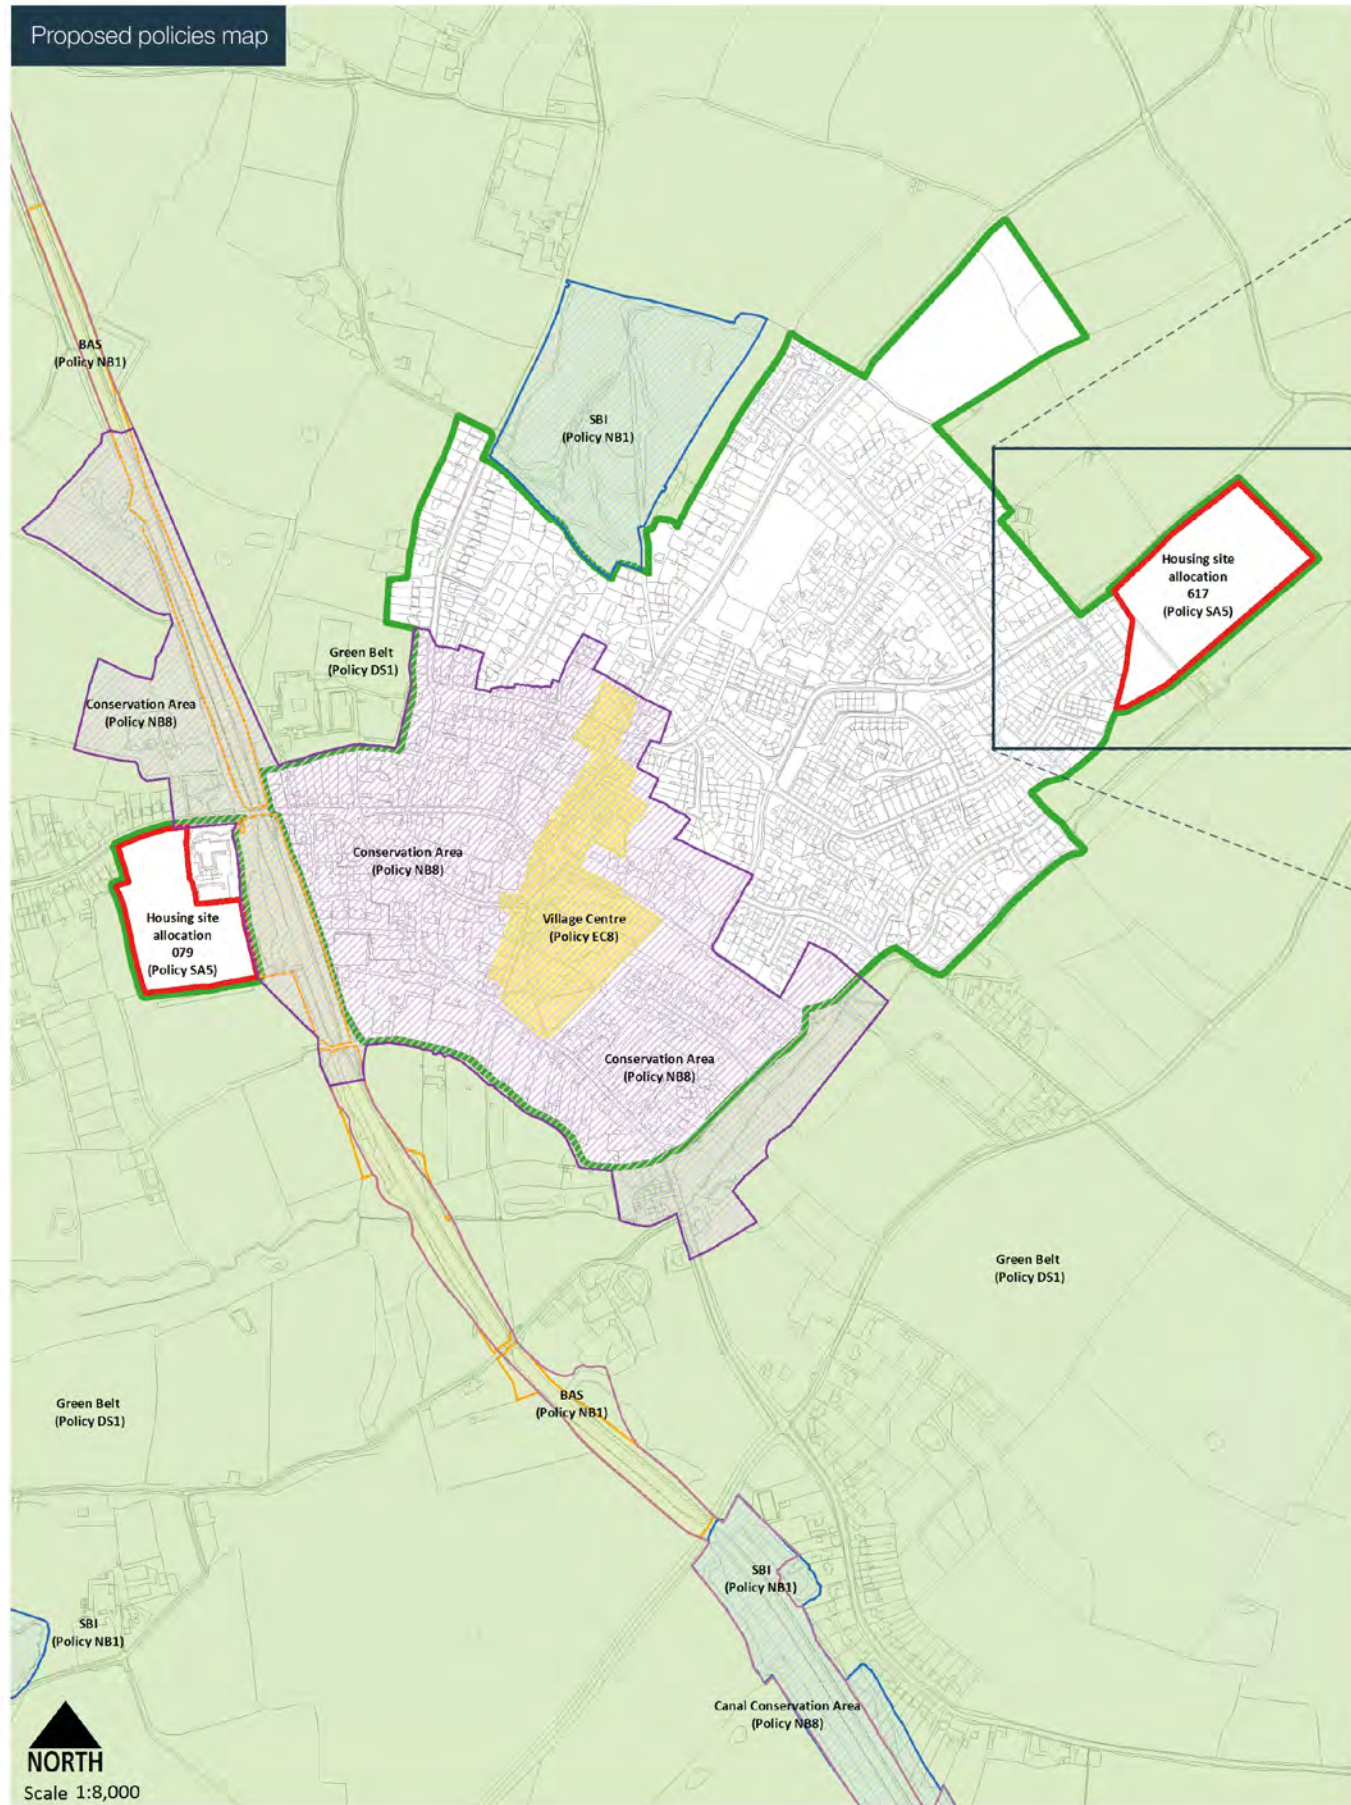 Proposed policies map
BAS
(Policy NB1)
SBI
(Policy NB1)
Housing site
allocation
617
(Policy SA5)
Green Belt
(Policy DS1)
Conservation Area
(Policy NB8)
Conservation Area
(Policy NB8)
Housing site
allocation
079
(Policy SA5)
Village Centre
(Policy EC8)
Conservation Area
(Policy NB8)
Green Belt
(Policy DS1)
Green Belt
(Policy DS1)
BAS
(Policy NB1)
SBI
(Policy NB1)
SBI
(Policy NB1)
Canal Conservation Area
(Policy NB8)
NORTH
Scale 1:8,000